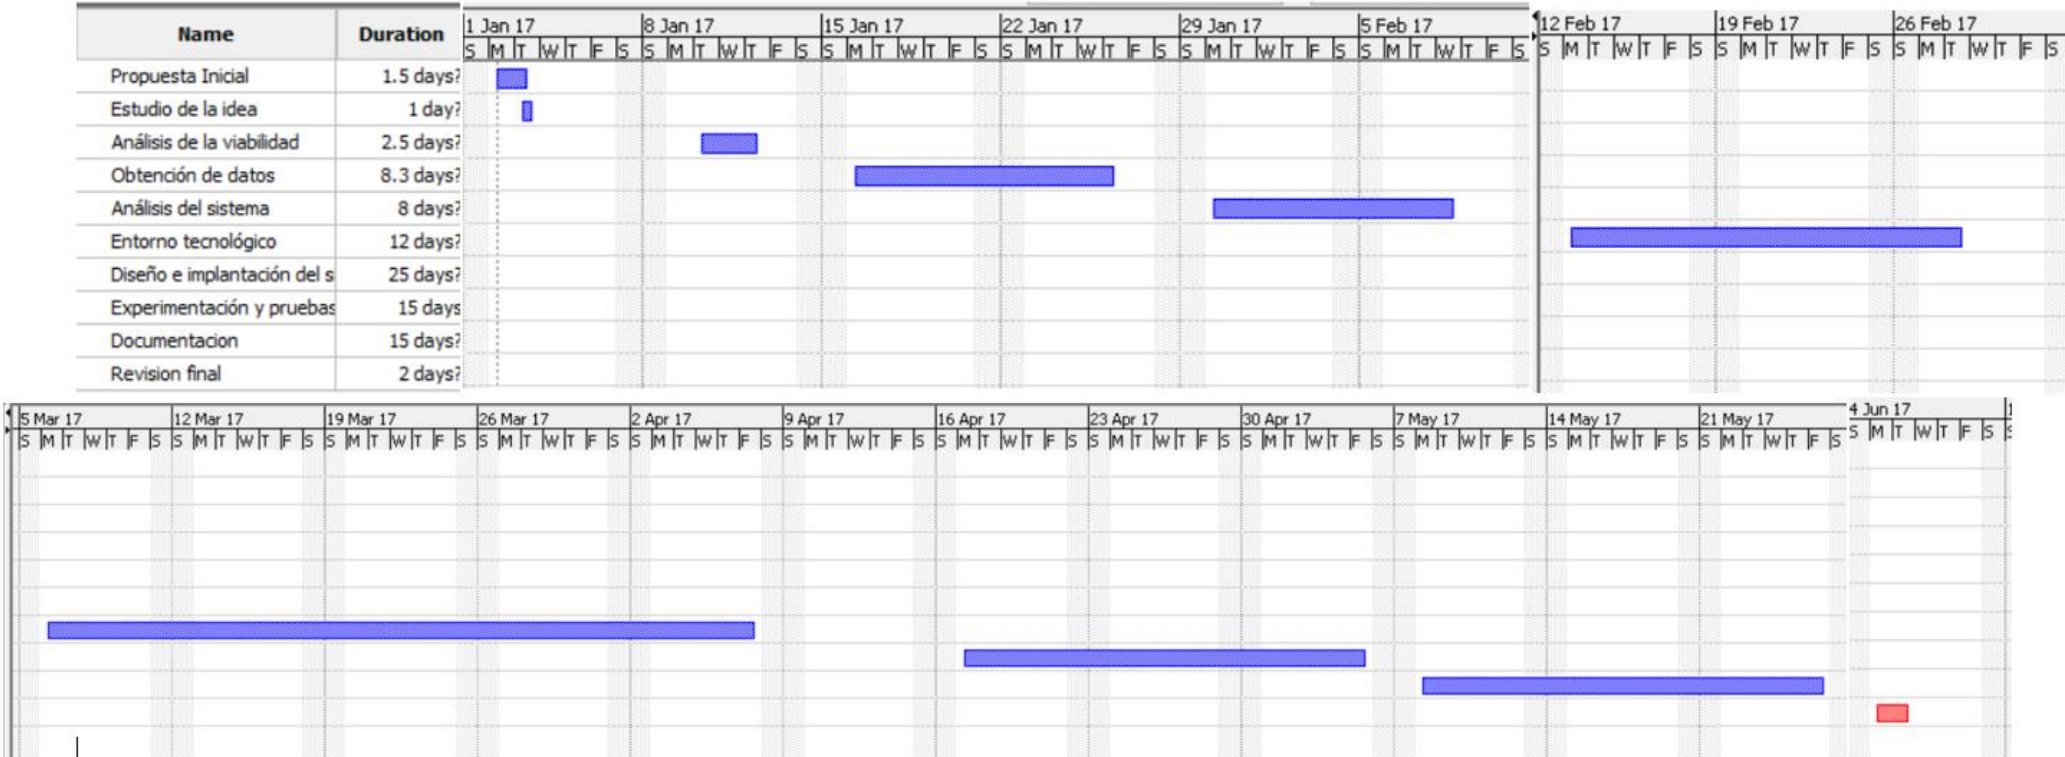 Name Duration
1 Jan 17 8 Jan 17 15 Jan 17 22 Jan 17 29 Jan 17 5 Feb 17 12 Feb 17 19 Feb 17 26 Feb 17
S M T W T F S S M T W T F S S M T W T F S S M T W T F S S M T W T F S S M T W T F S S M T W T F S S M T W T F S S M T W T F S
Propuesta Inicial 1.5 days?
Estudio de la idea 1 day?
Análisis de la viabilidad 2.5 days?
Obtención de datos 8.3 days?
Análisis del sistema 8 days?
Entorno tecnológico 12 days?
Diseño e implantación del s 25 days?
Experimentación y pruebas 15 days
Documentacion 15 days?
Revision final 2 days?
5 Mar 17 12 Mar 17 19 Mar 17 26 Mar 17 2 Apr 17 9 Apr 17 16 Apr 17 23 Apr 17 30 Apr 17 7 May 17 14 May 17 21 May 17 4 Jun 17
S M T W T F S S M T W T F S S M T W T F S S M T W T F S S M T W T F S S M T W T F S S M T W T F S S M T W T F S S M T W T F S S M T W T F S S M T W T F S S M T W T F S S M T W T F S